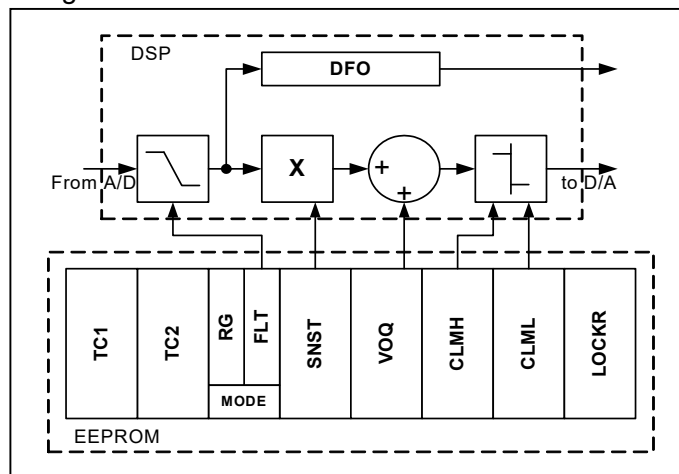 DSP
DFO
From A/D
X
+
+
to D/A
TC1
TC2
RG
FLT
MODE
SNST
VOQ
CLMH
CLML
LOCKR
EEPROM